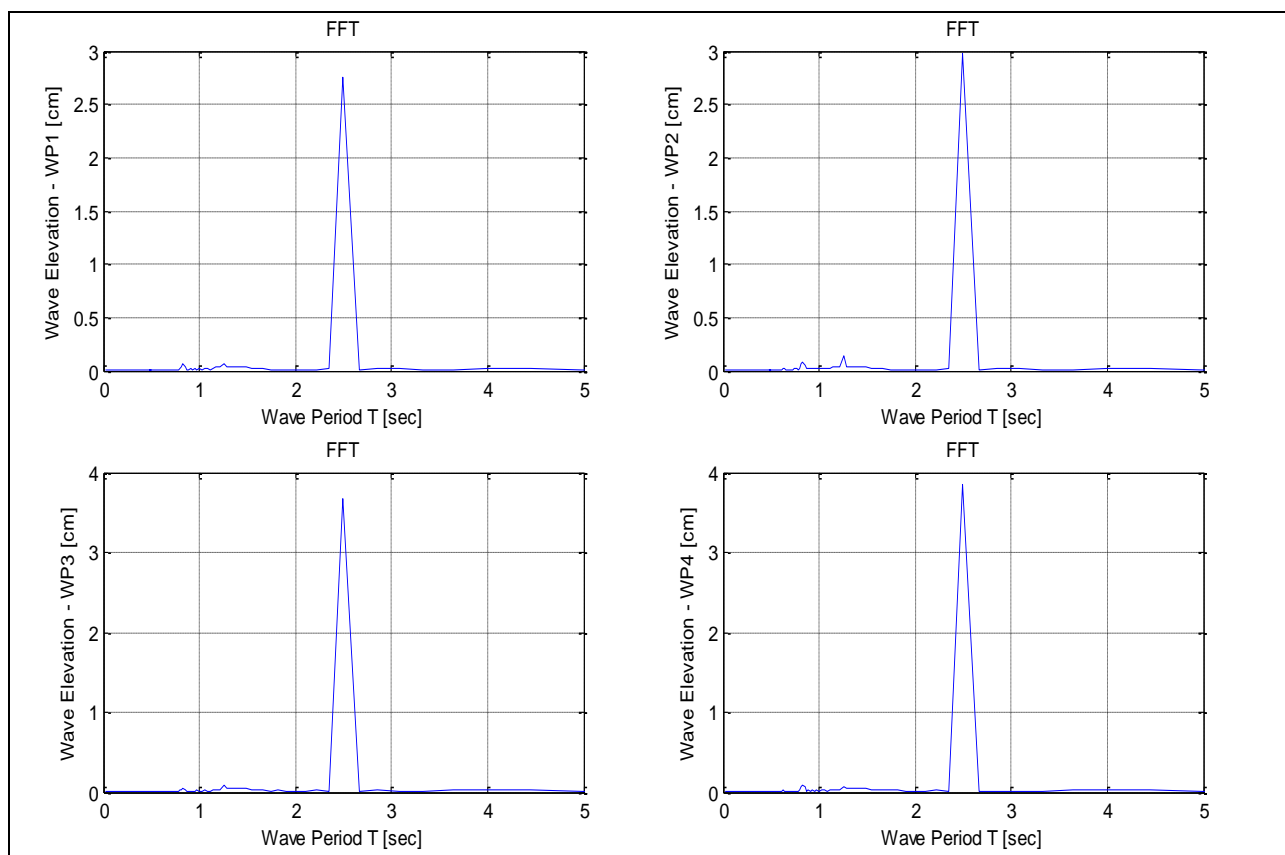 FFT
Wave Elevation - WP1 [cm]
3
2.5
2
1.5
1
0.5
0
0 1 2 3 4 5
Wave Period T [sec]
FFT
Wave Elevation - WP2 [cm]
3
2.5
2
1.5
1
0.5
0
0 1 2 3 4 5
Wave Period T [sec]
FFT
Wave Elevation - WP3 [cm]
4
3
2
1
0
0 1 2 3 4 5
Wave Period T [sec]
FFT
Wave Elevation - WP4 [cm]
4
3
2
1
0
0 1 2 3 4 5
Wave Period T [sec]